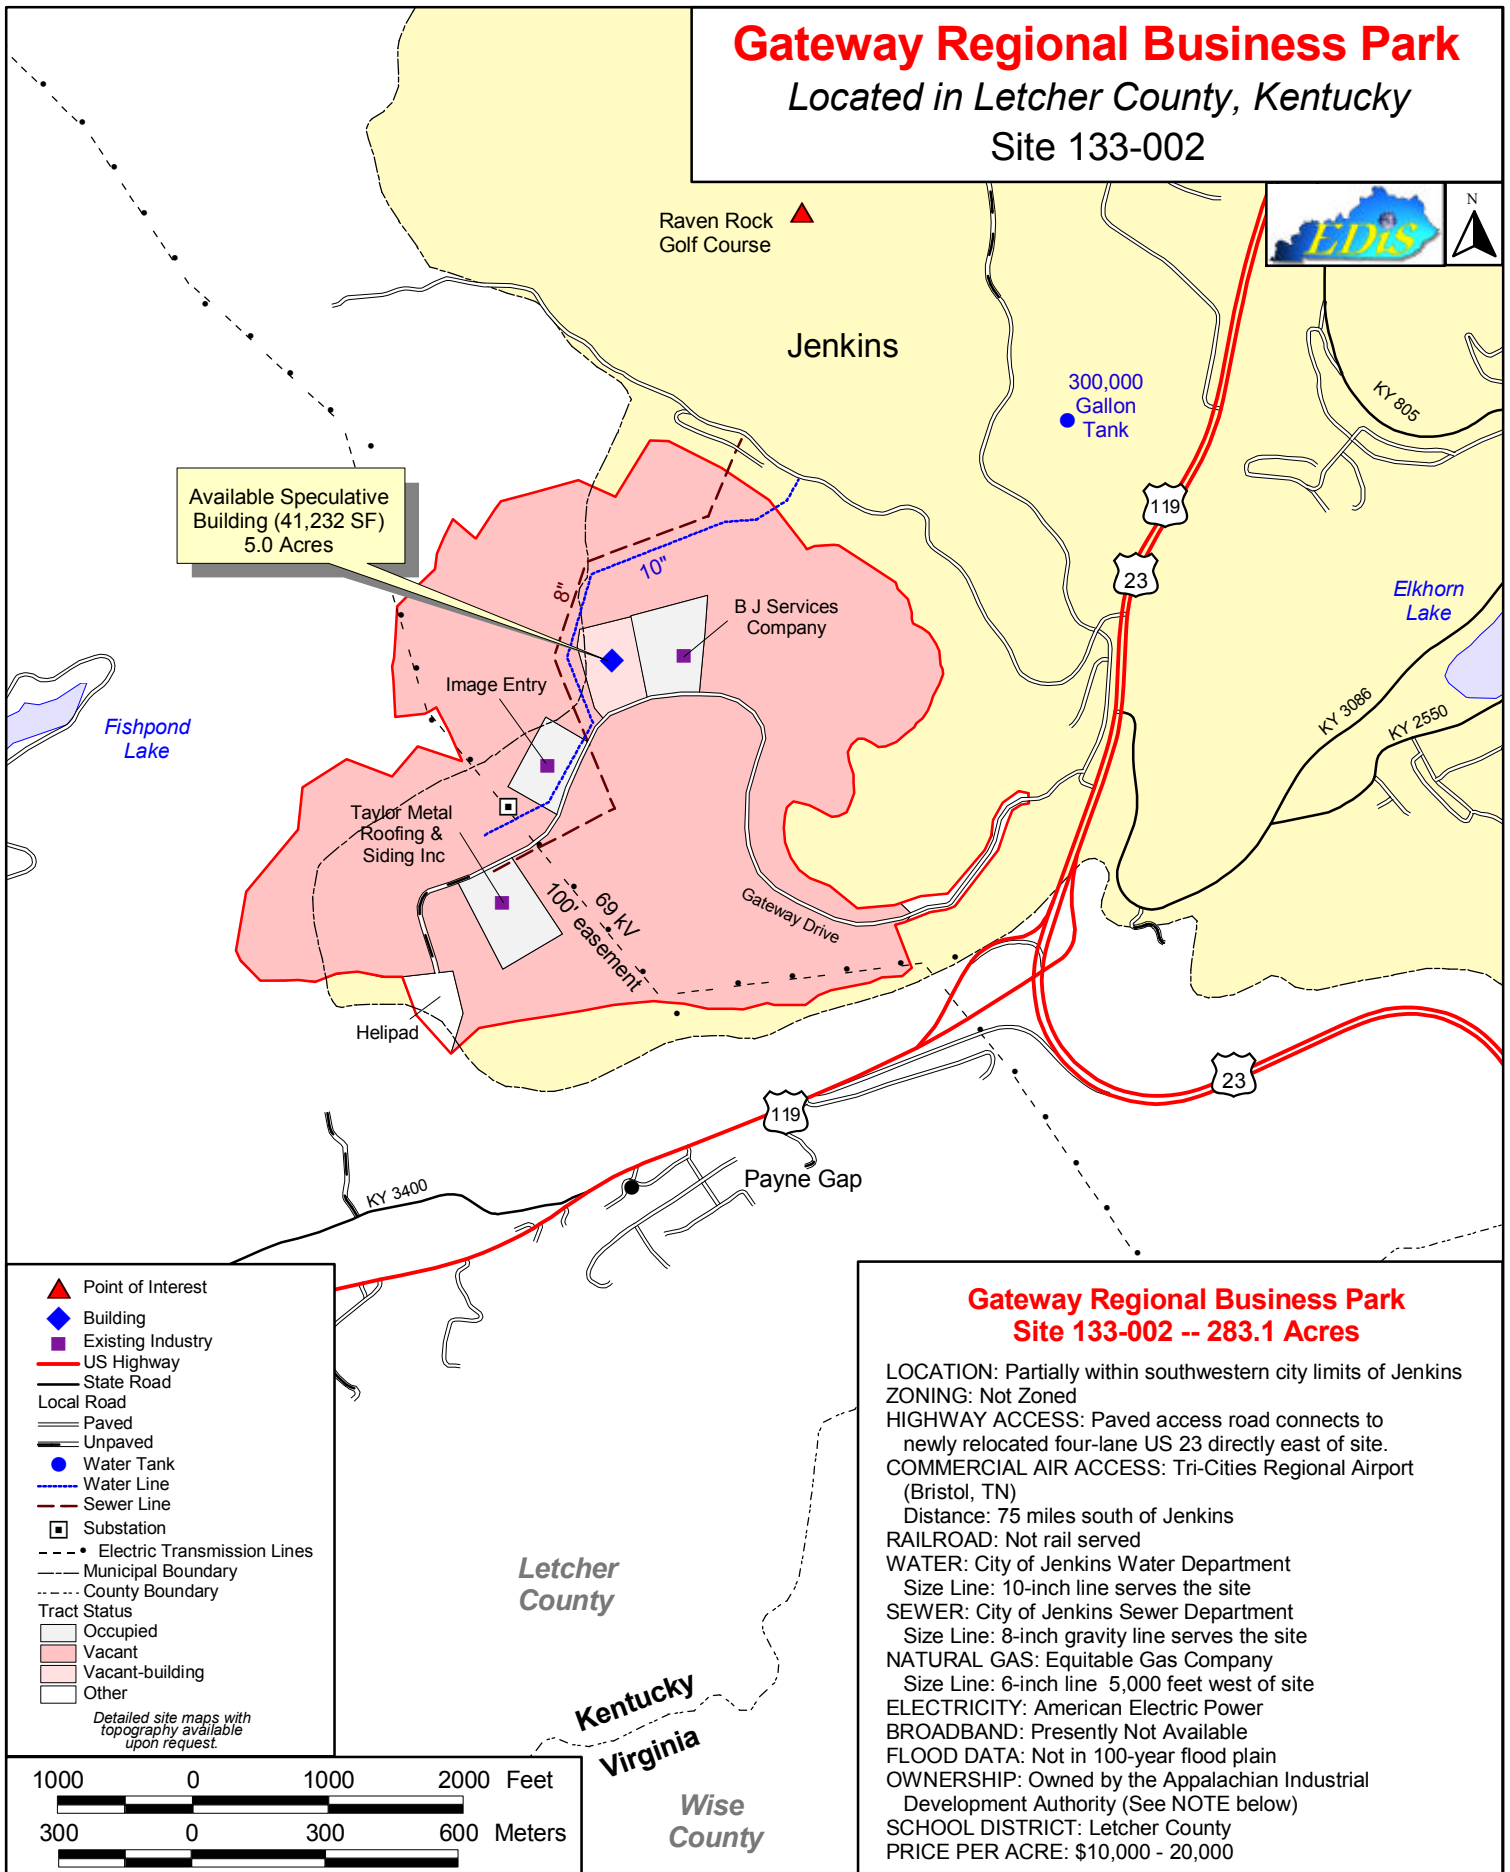 Gateway Regional Business Park
Located in Letcher County, Kentucky
Site 133-002
EDiS
N
Raven Rock
Golf Course
Jenkins
300,000
Gallon
Tank
KY 805
119
23
Available Speculative
Building (41,232 SF)
5.0 Acres
10"
8"
B J Services
Company
Elkhorn
Lake
Image Entry
Fishpond
Lake
KY 3086
KY 2550
Taylor Metal
Roofing &
Siding Inc
69 kV
100' easement
Gateway Drive
Helipad
23
119
Payne Gap
KY 3400
Point of Interest
Building
Existing Industry
US Highway
State Road
Local Road
Paved
Unpaved
Water Tank
Water Line
Sewer Line
Substation
Electric Transmission Lines
Municipal Boundary
County Boundary
Tract Status
Occupied
Vacant
Vacant-building
Other
Detailed site maps with
topography available
upon request.
1000 0 1000 2000 Feet
300 0 300 600 Meters
Letcher
County
Kentucky
Virginia
Wise
County
Gateway Regional Business Park
Site 133-002 -- 283.1 Acres
LOCATION: Partially within southwestern city limits of Jenkins
ZONING: Not Zoned
HIGHWAY ACCESS: Paved access road connects to
newly relocated four-lane US 23 directly east of site.
COMMERCIAL AIR ACCESS: Tri-Cities Regional Airport
(Bristol, TN)
Distance: 75 miles south of Jenkins
RAILROAD: Not rail served
WATER: City of Jenkins Water Department
Size Line: 10-inch line serves the site
SEWER: City of Jenkins Sewer Department
Size Line: 8-inch gravity line serves the site
NATURAL GAS: Equitable Gas Company
Size Line: 6-inch line 5,000 feet west of site
ELECTRICITY: American Electric Power
BROADBAND: Presently Not Available
FLOOD DATA: Not in 100-year flood plain
OWNERSHIP: Owned by the Appalachian Industrial
Development Authority (See NOTE below)
SCHOOL DISTRICT: Letcher County
PRICE PER ACRE: $10,000 - 20,000